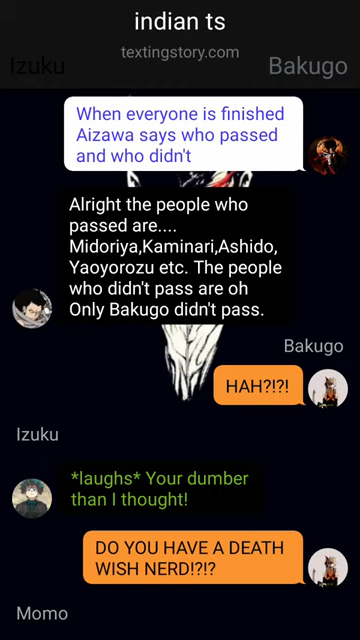 indian ts
textingstory.com
Izuku
Bakugo
When everyone is finished
Aizawa says who passed
and who didn't
Alright the people who
passed are....
Midoriya,Kaminari,Ashido,
Yaoyorozu etc. The people
who didn't pass are oh
Only Bakugo didn't pass.
Bakugo
HAH?!?!
Izuku
*laughs* Your dumber
than I thought!
DO YOU HAVE A DEATH
WISH NERD!?!?
Momo